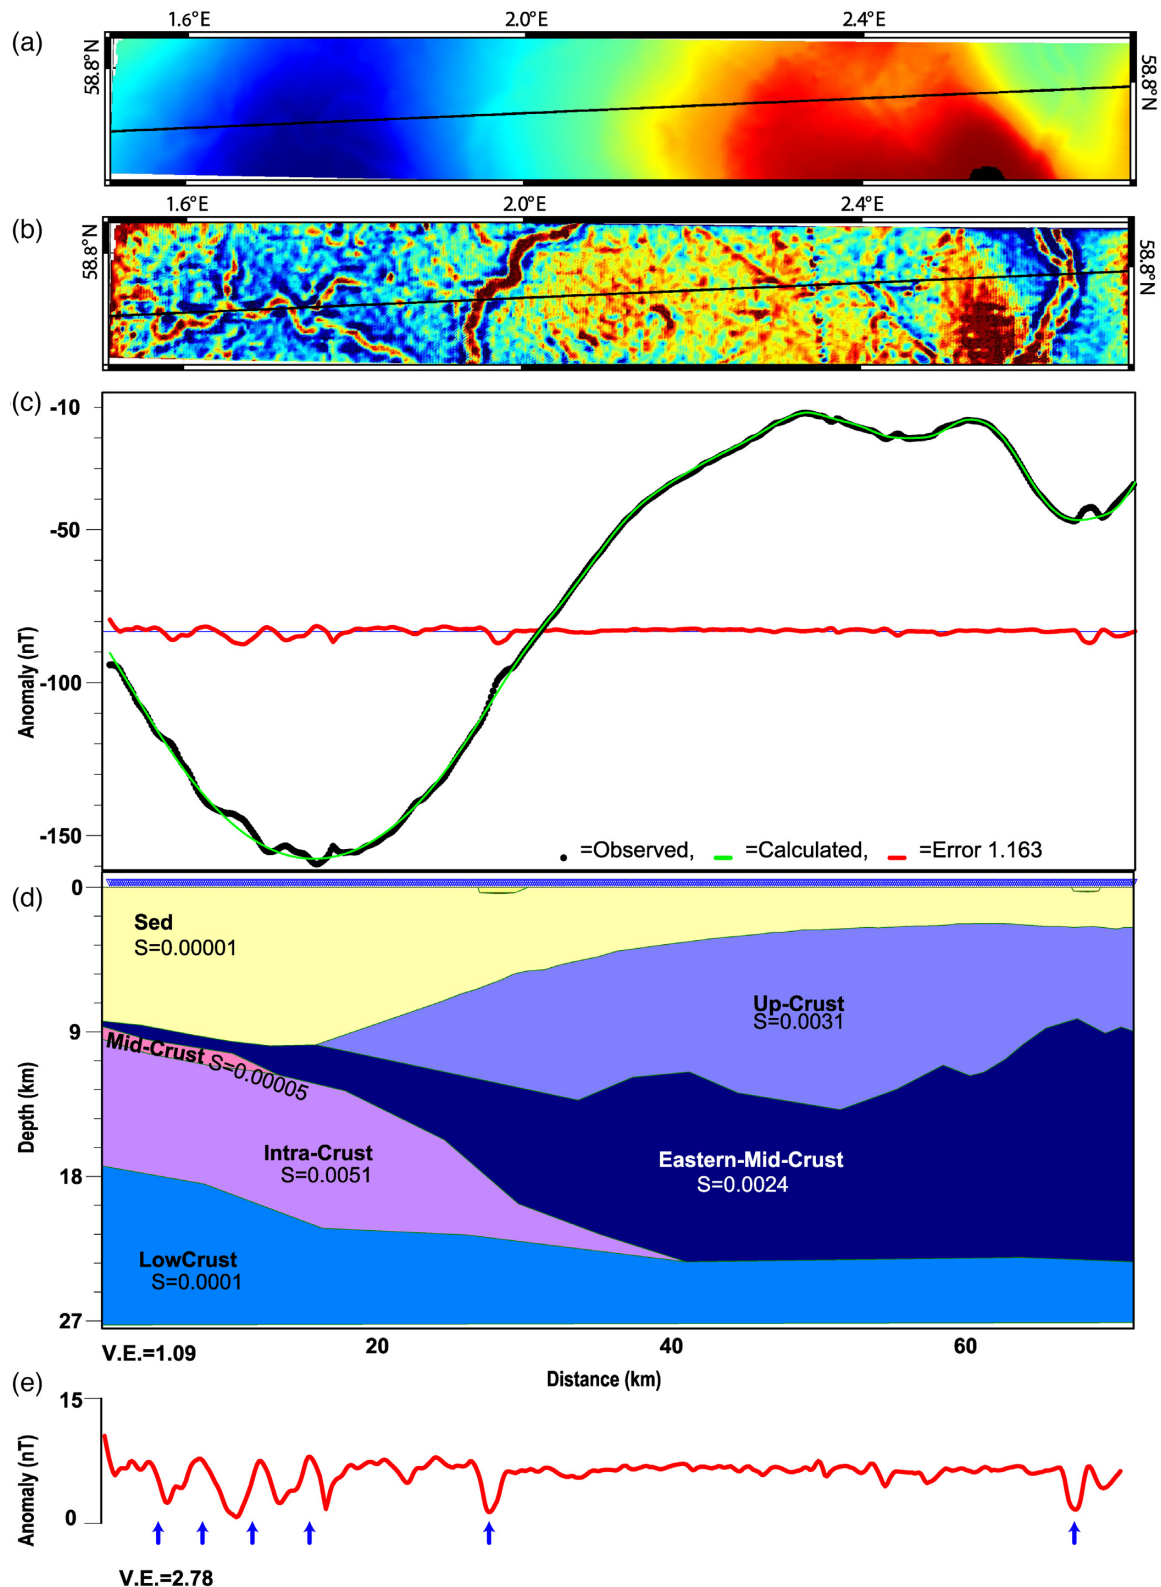 (a)
1.6°E 2.0°E 2.4°E
58.8°N
58.8°N
(b)
1.6°E 2.0°E 2.4°E
58.8°N
58.8°N
(c)
-10
-50
-100
-150
Anomaly (nT)
=Observed, =Calculated, =Error 1.163
(d)
0
9
18
27
Depth (km)
Sed
S=0.00001
Up-Crust
S=0.0031
Mid-Crust S=0.00005
Intra-Crust
S=0.0051
Eastern-Mid-Crust
S=0.0024
LowCrust
S=0.0001
20 40 60
V.E.=1.09
Distance (km)
(e)
15
0
Anomaly (nT)
V.E.=2.78